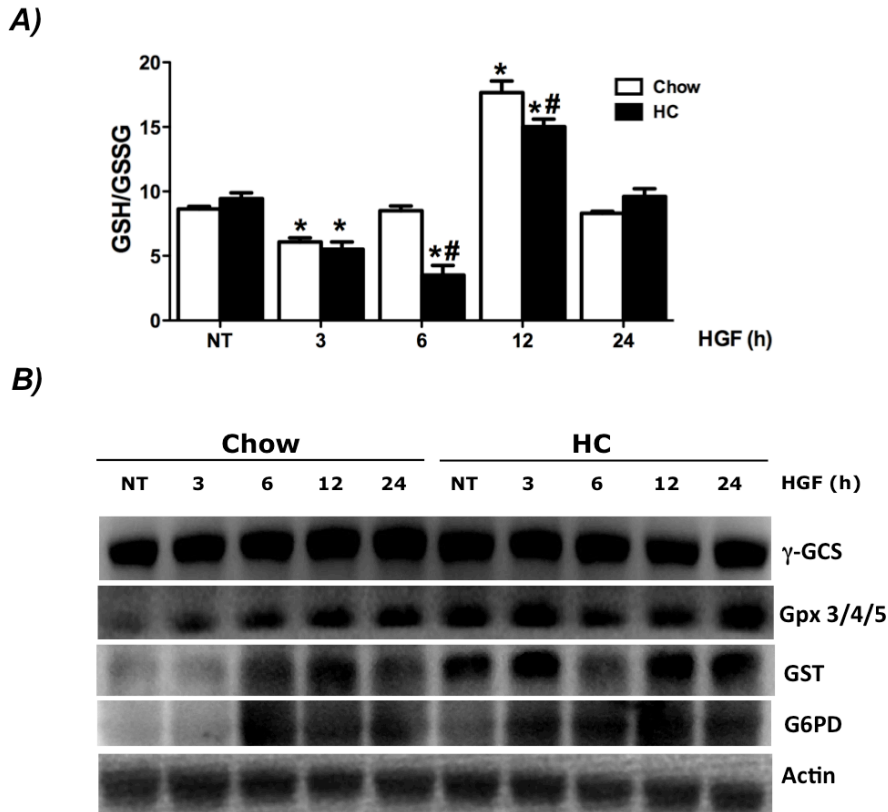 A)
20
15
10
5
0
GSH/GSSG
* * *# * *#
Chow
HC
NT 3 6 12 24 HGF (h)
B)
Chow HC
NT 3 6 12 24 NT 3 6 12 24 HGF (h)
γ-GCS
Gpx 3/4/5
GST
G6PD
Actin